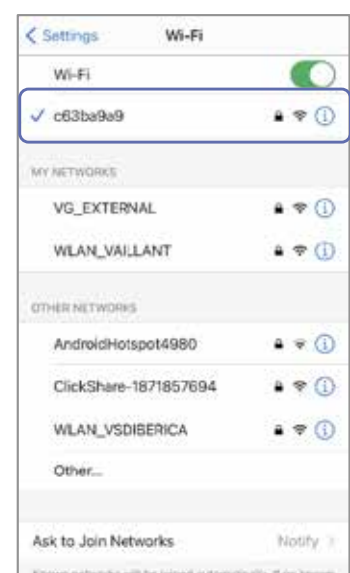 Settings Wi-Fi
Wi-Fi
c63ba9a9
MY NETWORKS
VG_EXTERNAL
WLAN_VAILLANT
OTHER NETWORKS
AndroidHotspot4980
ClickShare-1871857694
WLAN_VSDIBERICA
Other...
Ask to Join Networks Notify